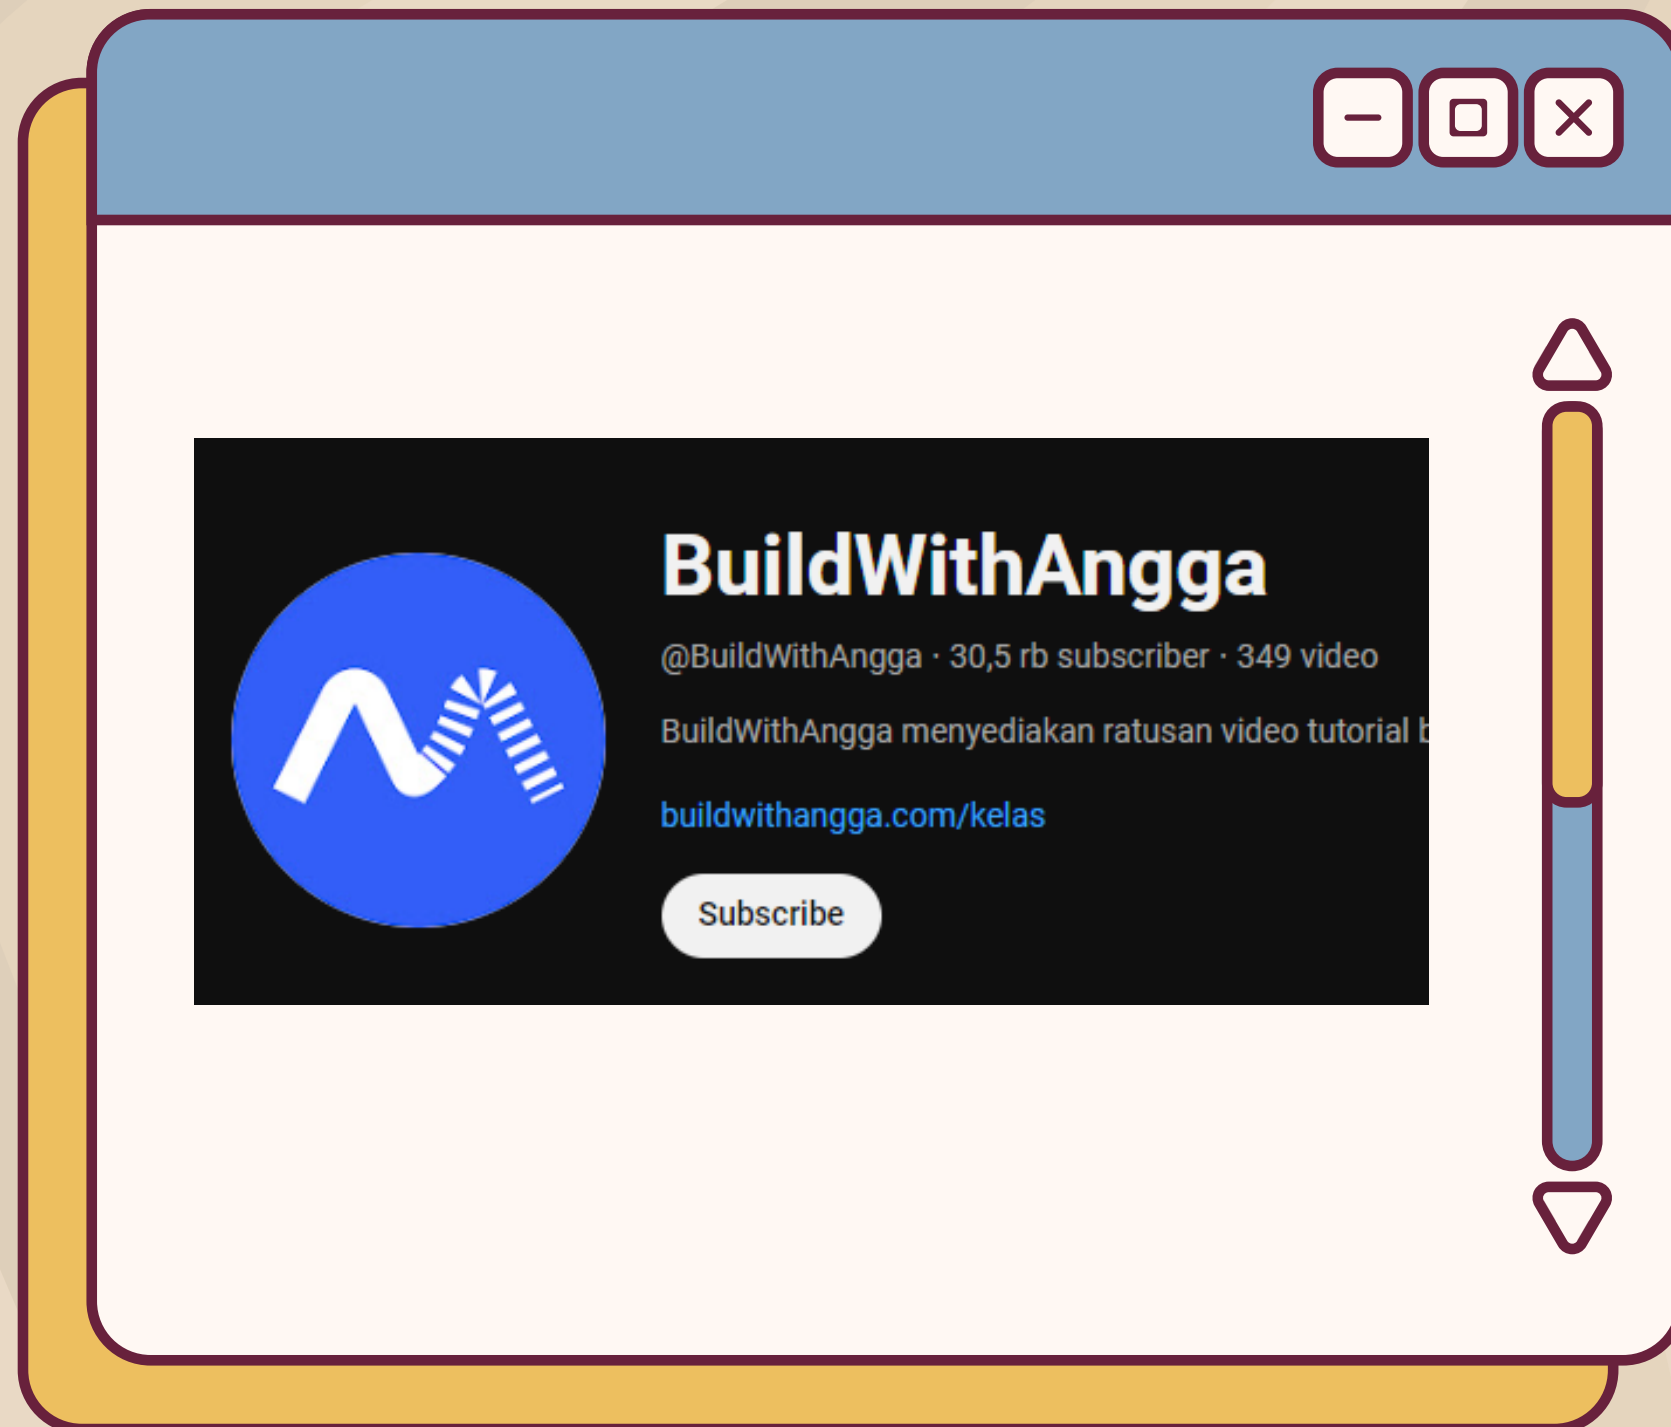 BuildWithAngga
@BuildWithAngga · 30,5 rb subscriber · 349 video
BuildWithAngga menyediakan ratusan video tutorial
buildwithangga.com/kelas
Subscribe